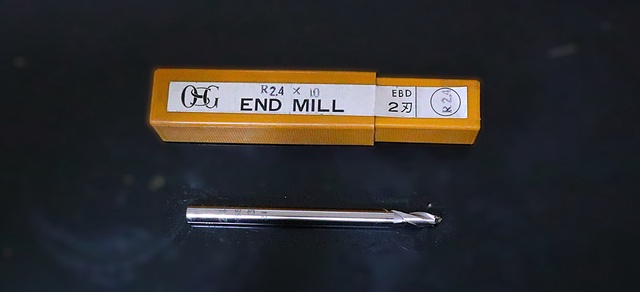 OSG
R2.4 × 10
END MILL
EBD
2刃
R2.4